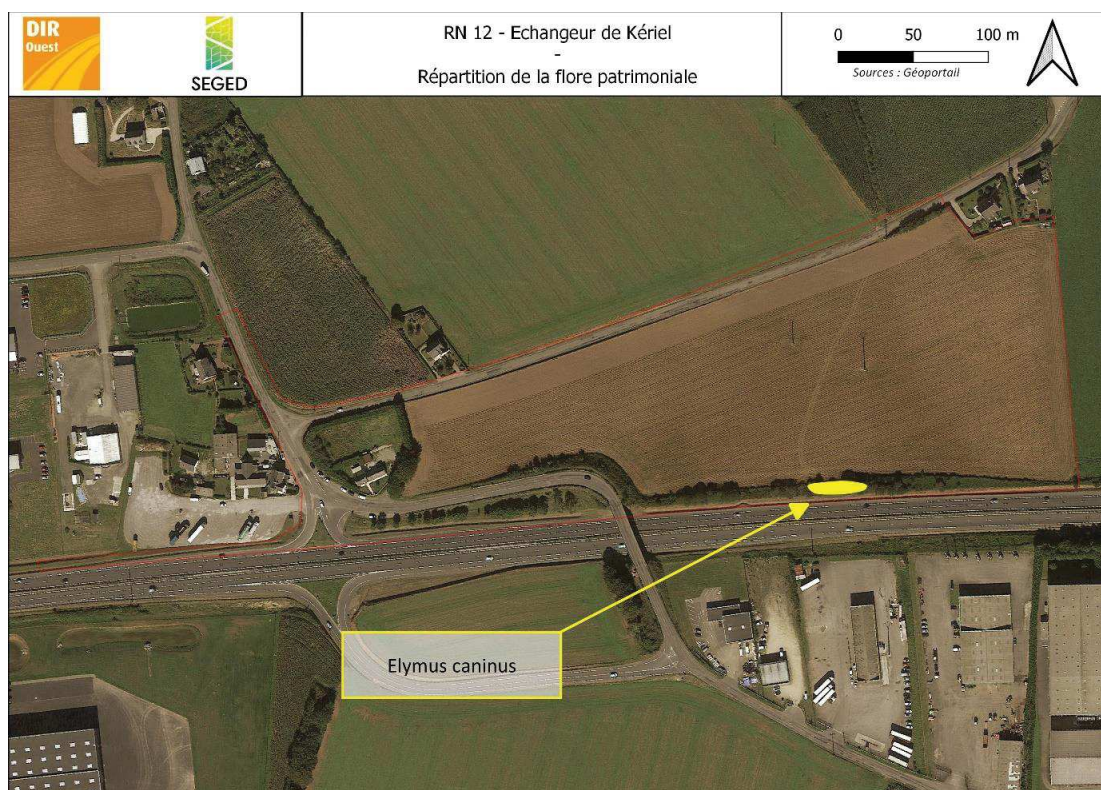 DIR
Ouest
SEGED
RN 12 - Echangeur de Kériel
-
Répartition de la flore patrimoniale
0 50 100 m
Sources : Géoportail
Elymus caninus